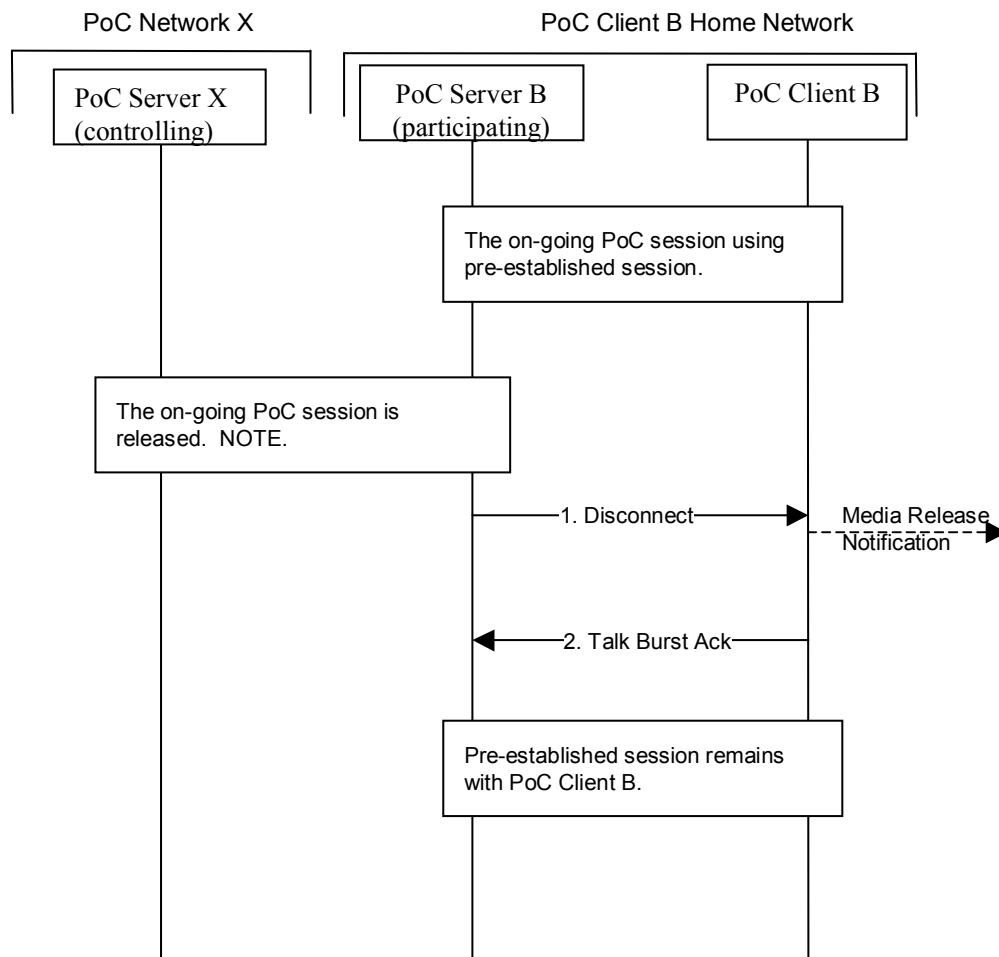 PoC Network X
PoC Client B Home Network
PoC Server X
(controlling)
PoC Server B
(participating)
PoC Client B
The on-going PoC session using
pre-established session.
The on-going PoC session is
released.  NOTE.
1. Disconnect
Media Release
Notification
2. Talk Burst Ack
Pre-established session remains
with PoC Client B.